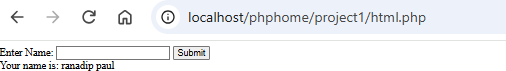 localhost/phphome/project1/html.php
Enter Name: Submit
Your name is: ranadip paul